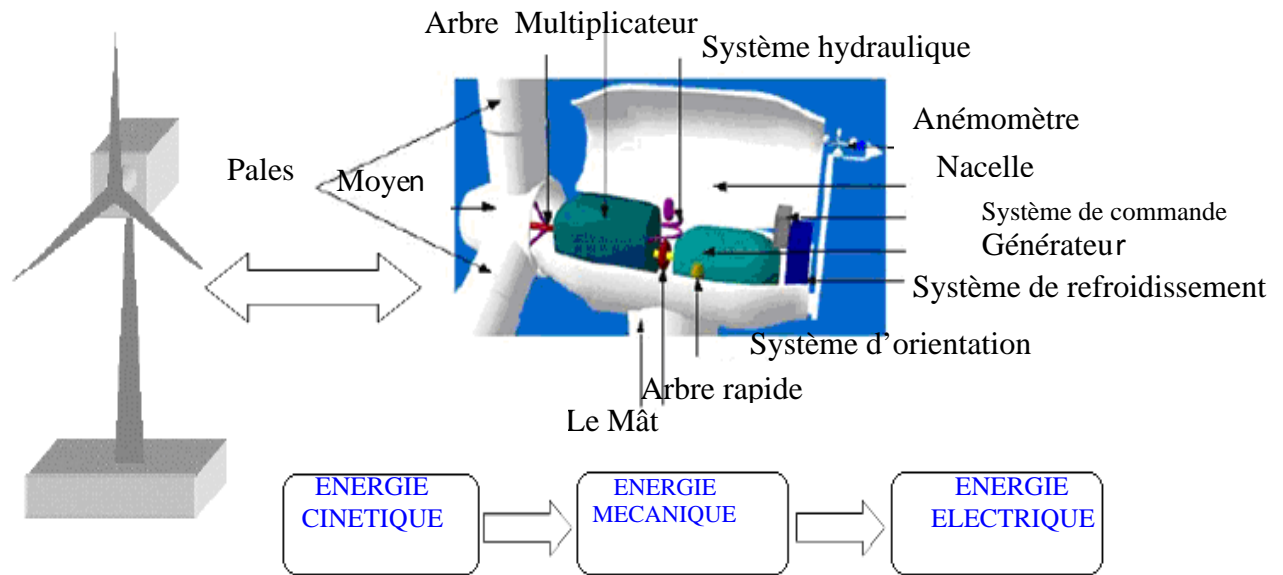 Arbre Multiplicateur
Système hydraulique
Anémomètre
Pales
Moyen
Nacelle
Système de commande
Générateur
Système de refroidissement
Système d’orientation
Arbre rapide
Le Mât
ENERGIE
CINETIQUE
ENERGIE
MECANIQUE
ENERGIE
ELECTRIQUE